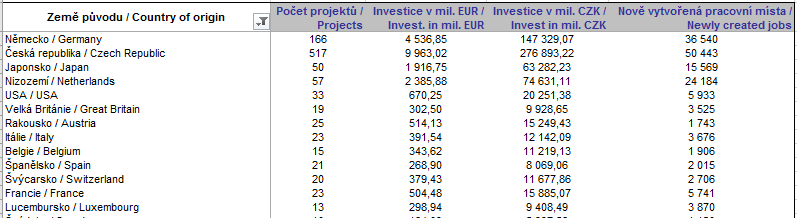 Země původu / Country of origin Počet projektů / Projects Investice v mil. EUR / Invest. in mil. EUR Investice v mil. CZK / Invest in mil. CZK Nově vytvořená pracovní místa / Newly created jobs
Německo / Germany 166 4 536,85 147 329,07 36 540
Česká republika / Czech Republic 517 9 963,02 276 893,22 50 443
Japonsko / Japan 50 1 916,75 63 282,23 15 569
Nizozemí / Netherlands 57 2 385,88 74 631,11 24 184
USA / USA 33 670,25 20 251,38 5 933
Velká Británie / Great Britain 19 302,50 9 928,65 3 525
Rakousko / Austria 25 514,13 15 249,43 1 743
Itálie / Italy 23 391,54 12 142,09 3 676
Belgie / Belgium 15 343,62 11 219,13 1 906
Španělsko / Spain 21 268,90 8 069,06 2 015
Švýcarsko / Switzerland 20 379,43 11 677,86 2 706
Francie / France 23 504,48 15 885,07 5 741
Lucembursko / Luxembourg 13 298,94 9 408,49 3 870